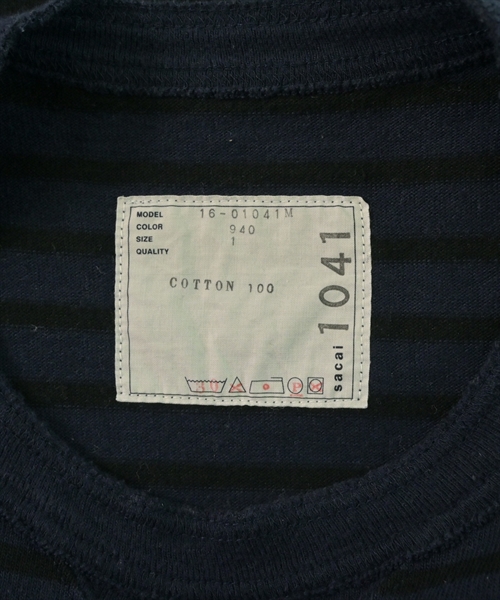 MODEL 16-01041M
COLOR 940
SIZE 1
QUALITY
COTTON 100
sacai 1041